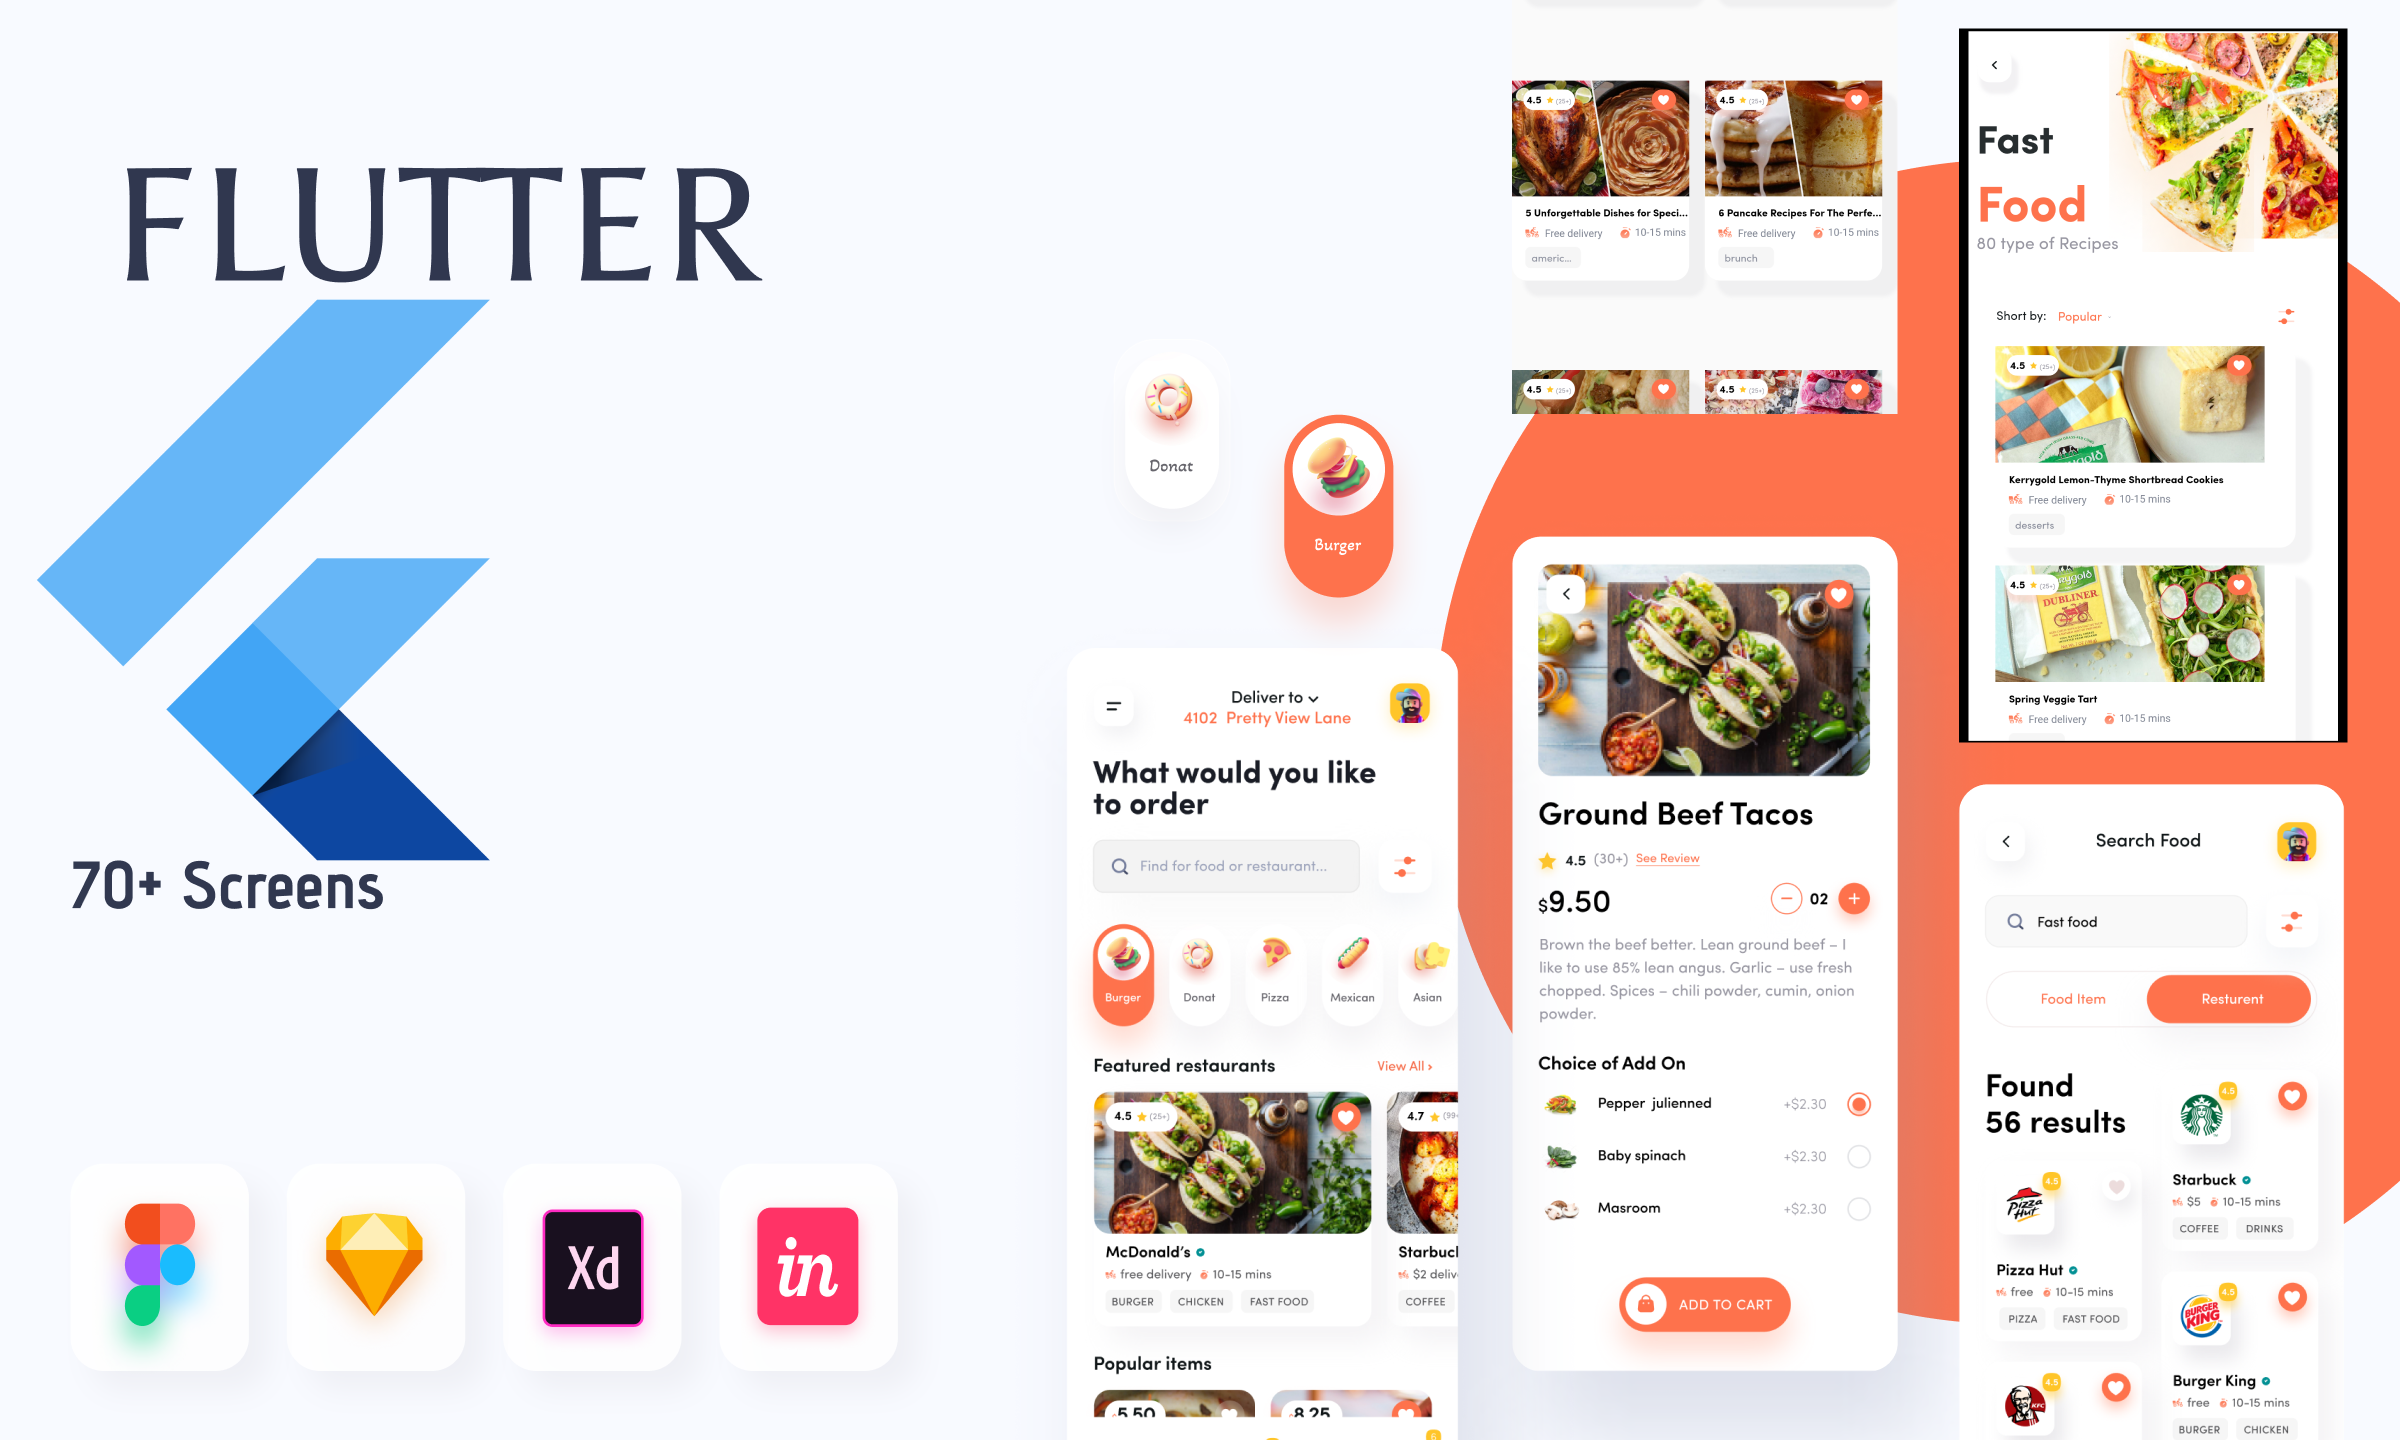 FLUTTER
70+ Screens
Xd
in
Donat
Burger
Deliver to
4102 Pretty View Lane
What would you like
to order
Find for food or restaurant...
Burger
Donat
Pizza
Mexican
Asian
Featured restaurants
View All ›
4.5 (25+)
4.7 (99+
McDonald's
free delivery 10-15 mins
BURGER CHICKEN FAST FOOD
Starbucl
$2 deliv
COFFEE
Popular items
5.50
8.25
4.5 (25+)
5 Unforgettable Dishes for Speci...
Free delivery 10-15 mins
americ...
4.5 (25+)
6 Pancake Recipes For The Perfe...
Free delivery 10-15 mins
brunch
4.5 (25+)
4.5 (25+)
Ground Beef Tacos
4.5 (30+) See Review
$9.50
02
Brown the beef better. Lean ground beef – I
like to use 85% lean angus. Garlic – use fresh
chopped. Spices – chili powder, cumin, onion
powder.
Choice of Add On
Pepper julienned +$2.30
Baby spinach +$2.30
Masroom +$2.30
ADD TO CART
Fast
Food
80 type of Recipes
Short by: Popular
4.5 (25+)
Kerrygold Lemon-Thyme Shortbread Cookies
Free delivery 10-15 mins
desserts
4.5 (25+)
DUBLINER
Spring Veggie Tart
Free delivery 10-15 mins
Search Food
Fast food
Food Item
Resturent
Found
56 results
4.5
Starbuck
$5 10-15 mins
COFFEE DRINKS
4.5
Pizza Hut
Pizza Hut
free 10-15 mins
PIZZA FAST FOOD
4.5
BURGER KING
Burger King
free 10-15 mins
BURGER CHICKEN
4.5
KFC